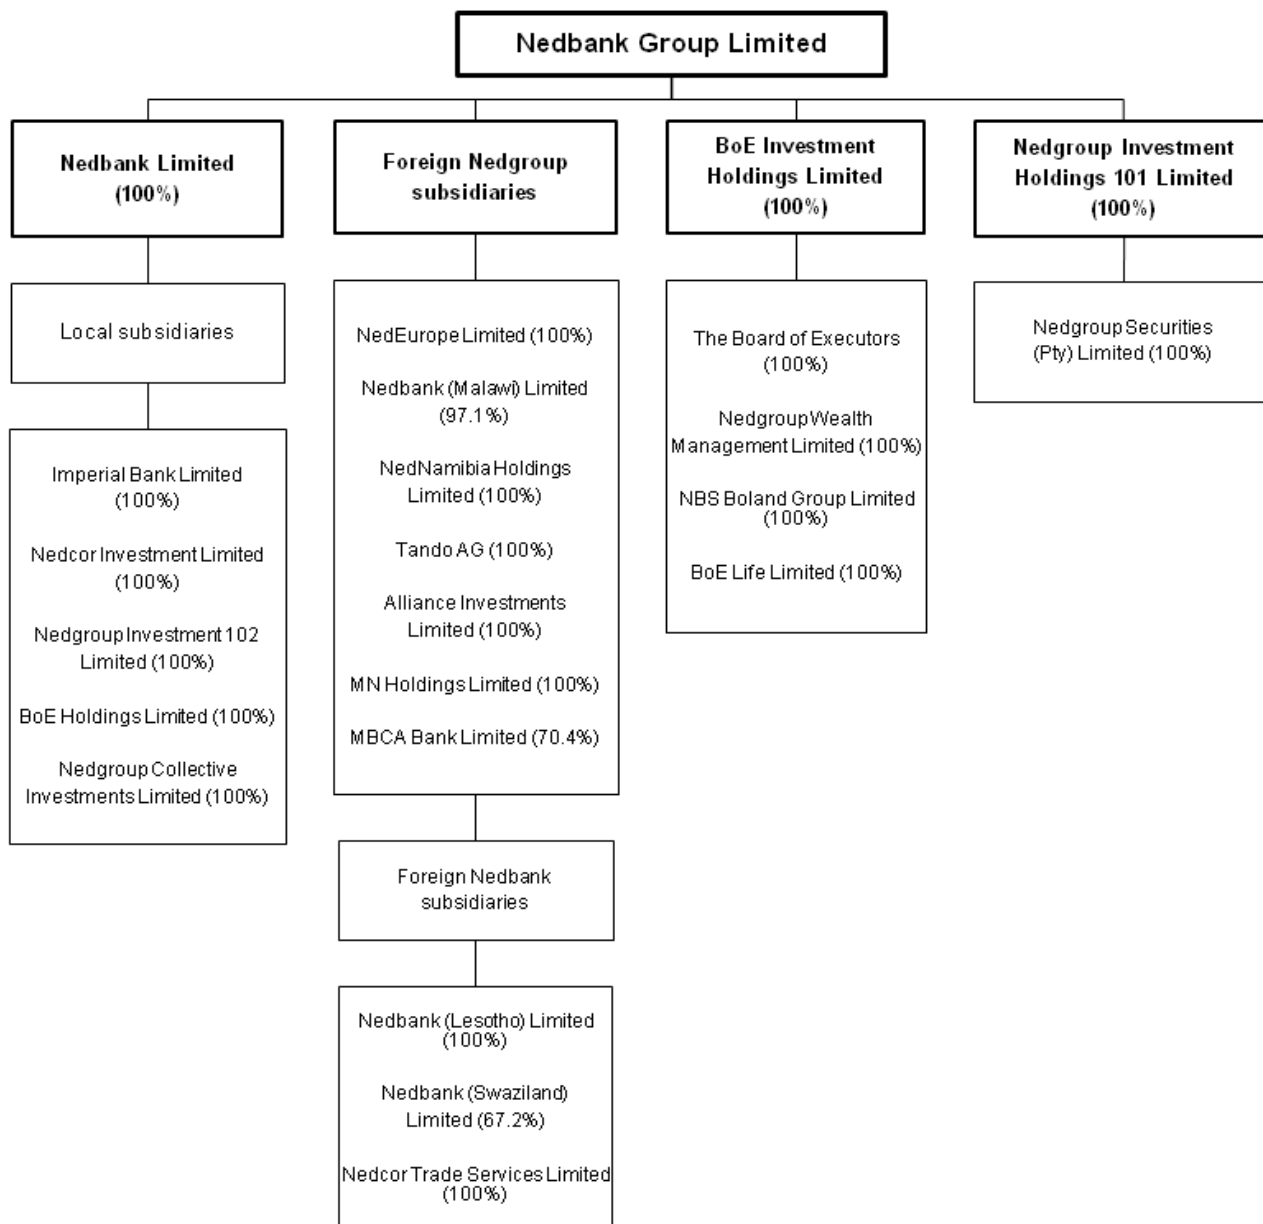 Nedbank Group Limited
Nedbank Limited
(100%)
Foreign Nedgroup
subsidiaries
BoE Investment
Holdings Limited
(100%)
Nedgroup Investment
Holdings 101 Limited
(100%)
Local subsidiaries
Imperial Bank Limited
(100%)
Nedcor Investment Limited
(100%)
Nedgroup Investment 102
Limited (100%)
BoE Holdings Limited (100%)
Nedgroup Collective
Investments Limited (100%)
NedEurope Limited (100%)
Nedbank (Malawi) Limited
(97.1%)
NedNamibia Holdings
Limited (100%)
Tando AG (100%)
Alliance Investments
Limited (100%)
MN Holdings Limited (100%)
MBCA Bank Limited (70.4%)
Foreign Nedbank
subsidiaries
Nedbank (Lesotho) Limited
(100%)
Nedbank (Swaziland)
Limited (67.2%)
Nedcor Trade Services Limited
(100%)
The Board of Executors
(100%)
Nedgroup Wealth
Management Limited (100%)
NBS Boland Group Limited
(100%)
BoE Life Limited (100%)
Nedgroup Securities
(Pty) Limited (100%)